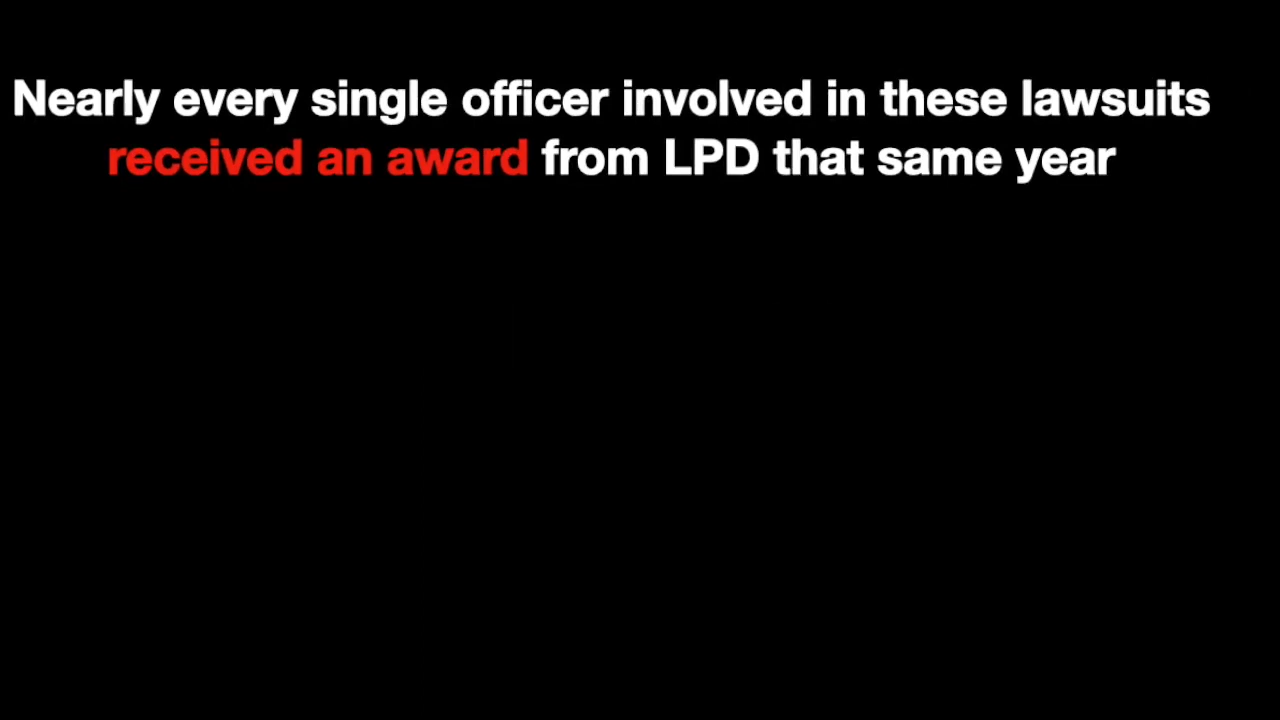 Nearly every single officer involved in these lawsuits
received an award from LPD that same year